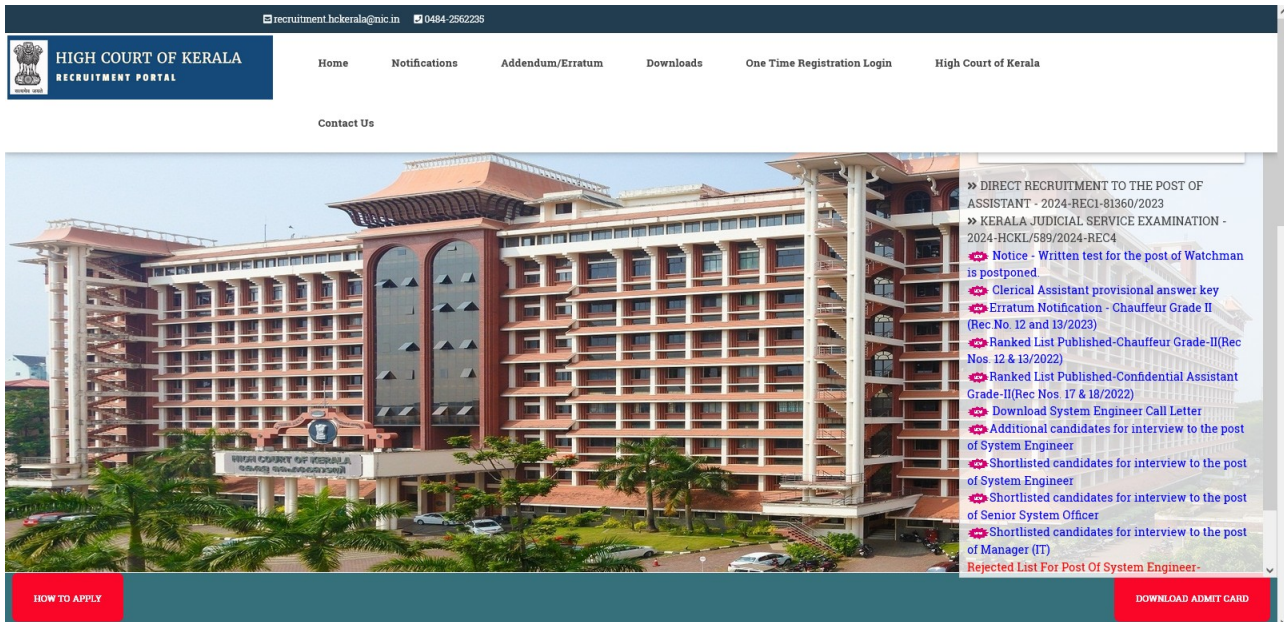 recruitment.hckerala@nic.in 0484-2562235
HIGH COURT OF KERALA
RECRUITMENT PORTAL
सत्यमेव जयते
Home Notifications Addendum/Erratum Downloads One Time Registration Login High Court of Kerala
Contact Us
» DIRECT RECRUITMENT TO THE POST OF
ASSISTANT - 2024-REC1-81360/2023
» KERALA JUDICIAL SERVICE EXAMINATION -
2024-HCKL/589/2024-REC4
Notice - Written test for the post of Watchman
is postponed.
Clerical Assistant provisional answer key
Erratum Notification - Chauffeur Grade II
(Rec.No. 12 and 13/2023)
Ranked List Published-Chauffeur Grade-II(Rec
Nos. 12 & 13/2022)
Ranked List Published-Confidential Assistant
Grade-II(Rec Nos. 17 & 18/2022)
Download System Engineer Call Letter
Additional candidates for interview to the post
of System Engineer
Shortlisted candidates for interview to the post
of System Engineer
Shortlisted candidates for interview to the post
of Senior System Officer
Shortlisted candidates for interview to the post
of Manager (IT)
Rejected List For Post Of System Engineer-
HIGH COURT OF KERALA
HOW TO APPLY
DOWNLOAD ADMIT CARD